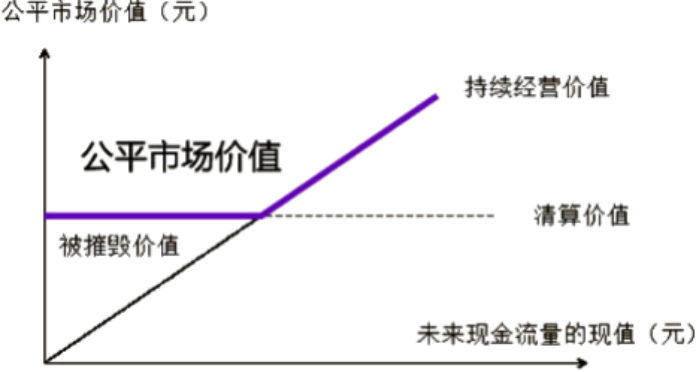 公平市场价值（元）
持续经营价值
公平市场价值
清算价值
被摧毁价值
未来现金流量的现值（元）